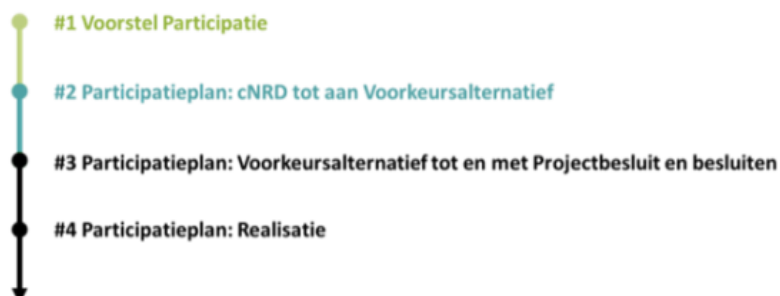 #1 Voorstel Participatie
#2 Participatieplan: cNRD tot aan Voorkeursalternatief
#3 Participatieplan: Voorkeursalternatief tot en met Projectbesluit en besluiten
#4 Participatieplan: Realisatie